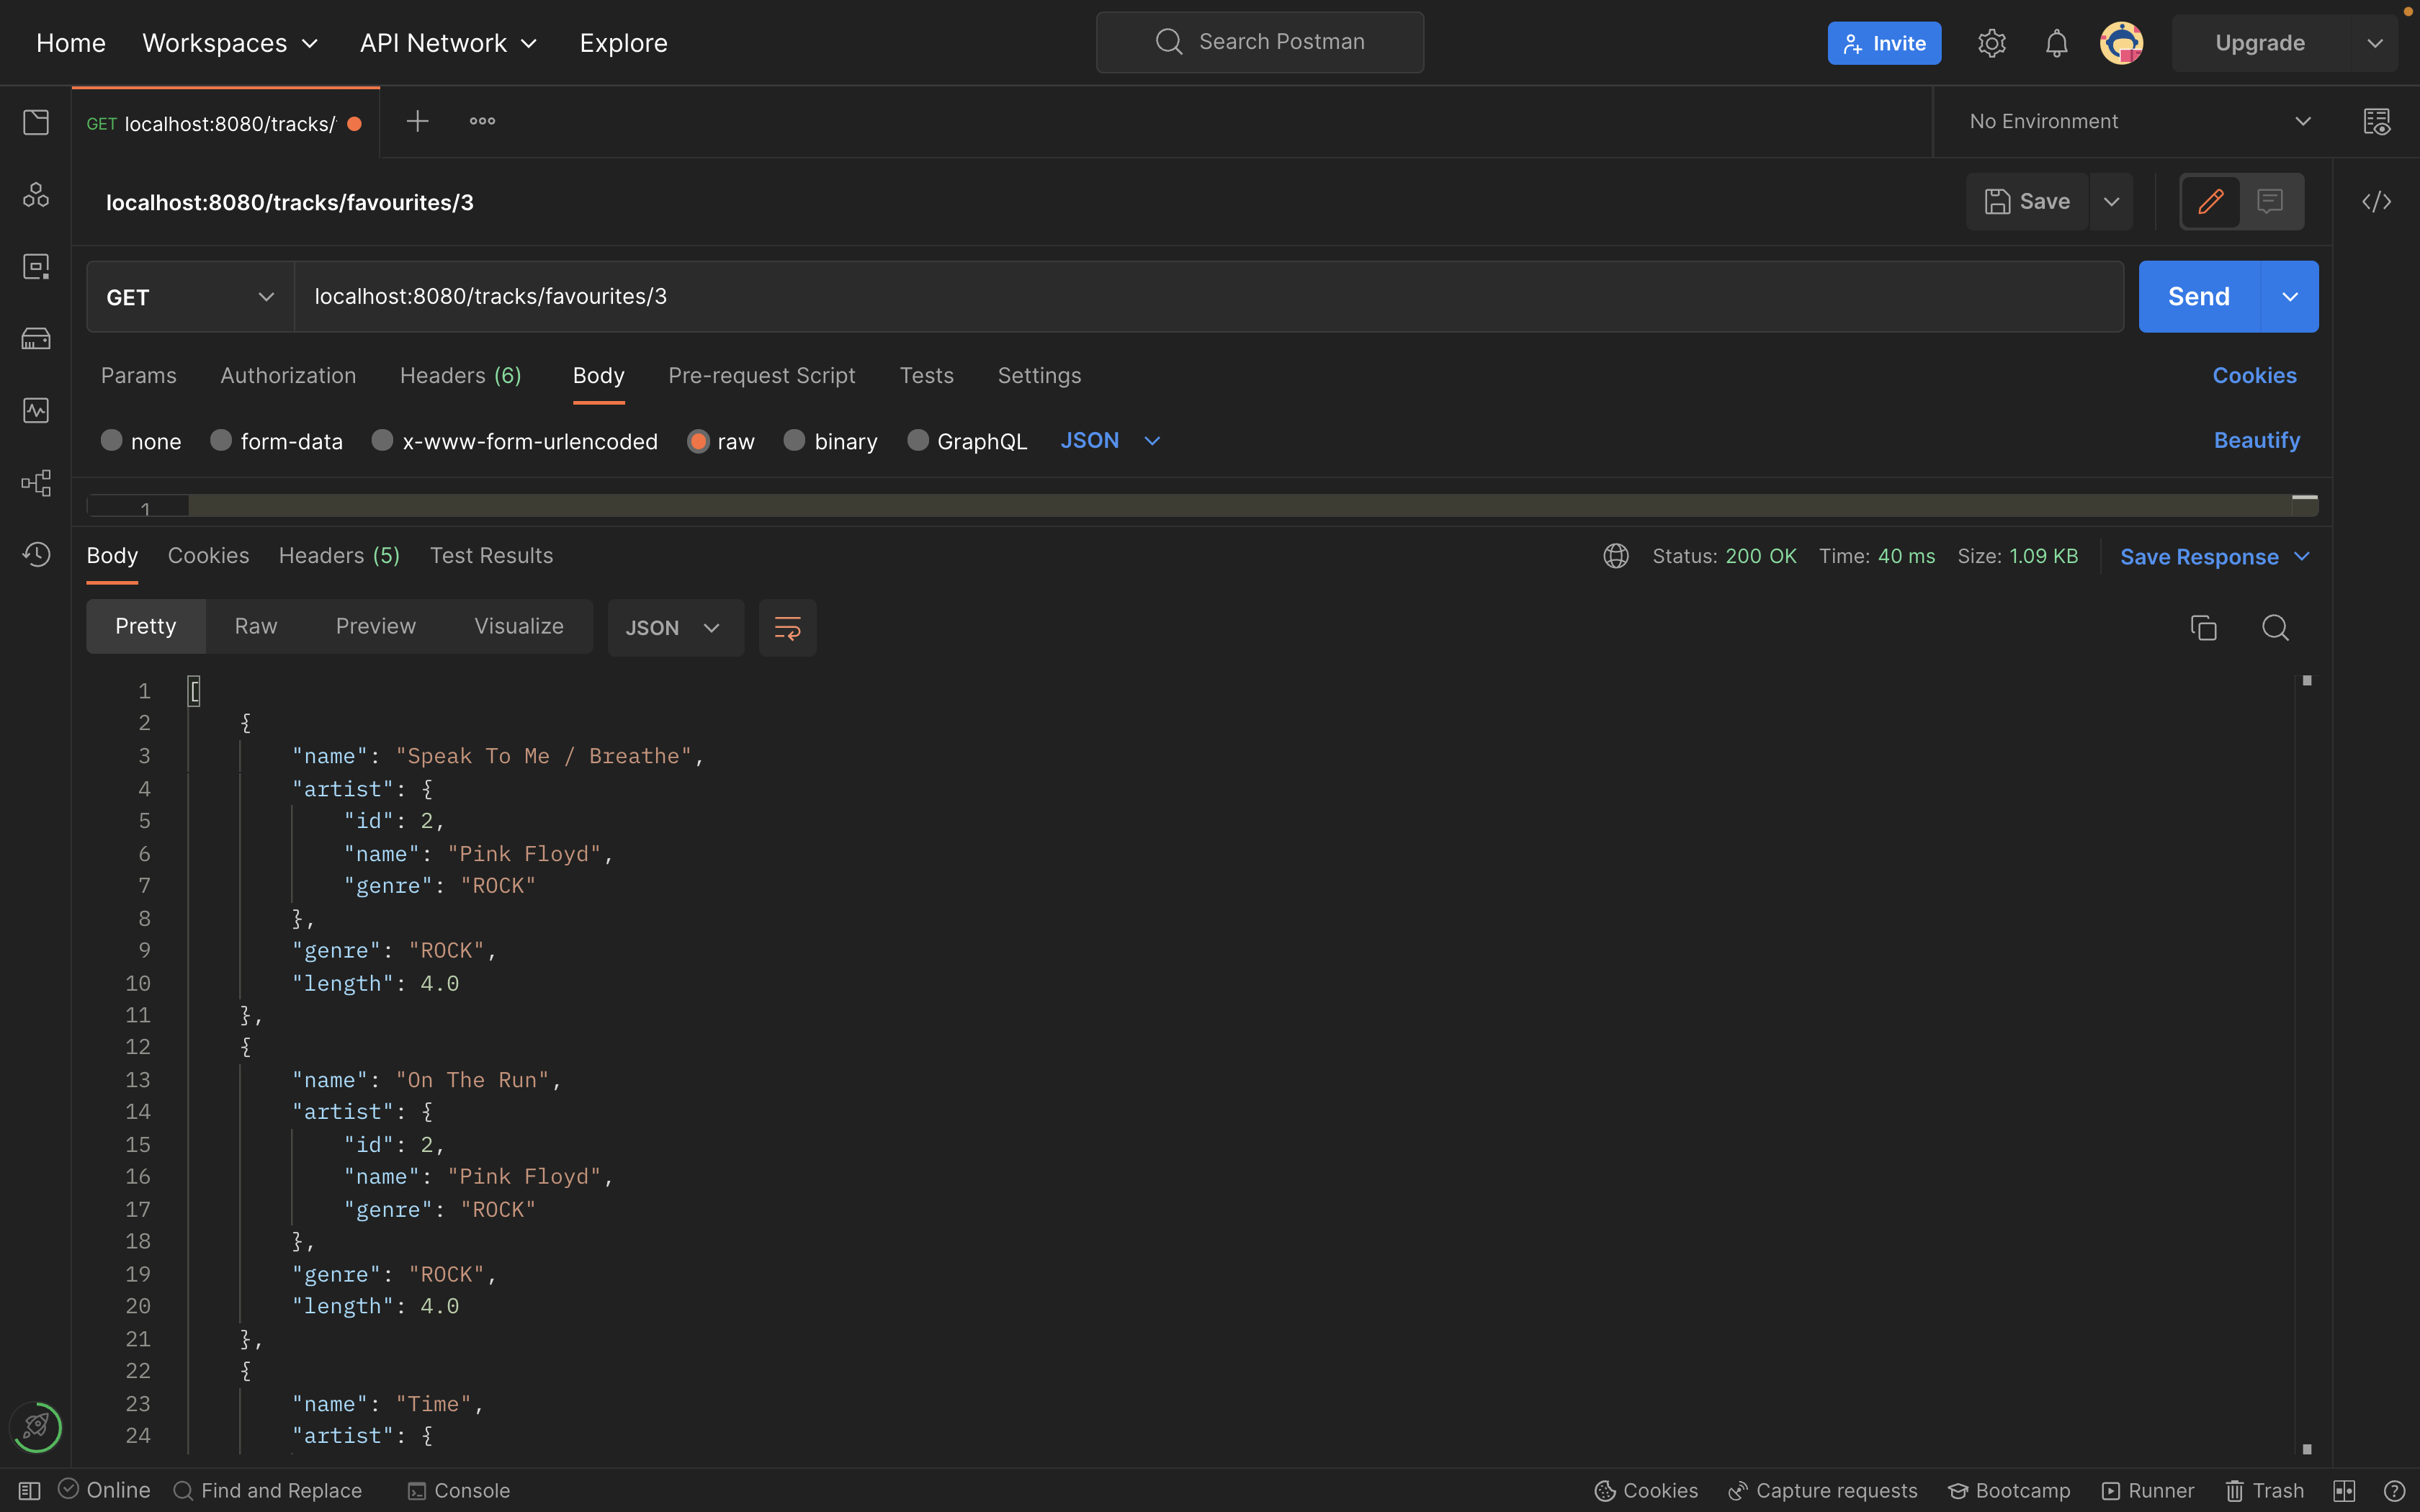 Home Workspaces API Network Explore Search Postman Invite Upgrade
GET localhost:8080/tracks/ No Environment
localhost:8080/tracks/favourites/3 Save
GET localhost:8080/tracks/favourites/3 Send
Params Authorization Headers (6) Body Pre-request Script Tests Settings Cookies
none form-data x-www-form-urlencoded raw binary GraphQL JSON Beautify
1
Body Cookies Headers (5) Test Results Status: 200 OK Time: 40 ms Size: 1.09 KB Save Response
Pretty Raw Preview Visualize JSON
1 [
2 {
3 "name": "Speak To Me / Breathe",
4 "artist": {
5 "id": 2,
6 "name": "Pink Floyd",
7 "genre": "ROCK"
8 },
9 "genre": "ROCK",
10 "length": 4.0
11 },
12 {
13 "name": "On The Run",
14 "artist": {
15 "id": 2,
16 "name": "Pink Floyd",
17 "genre": "ROCK"
18 },
19 "genre": "ROCK",
20 "length": 4.0
21 },
22 {
23 "name": "Time",
24 "artist": {
Online Find and Replace Console Cookies Capture requests Bootcamp Runner Trash